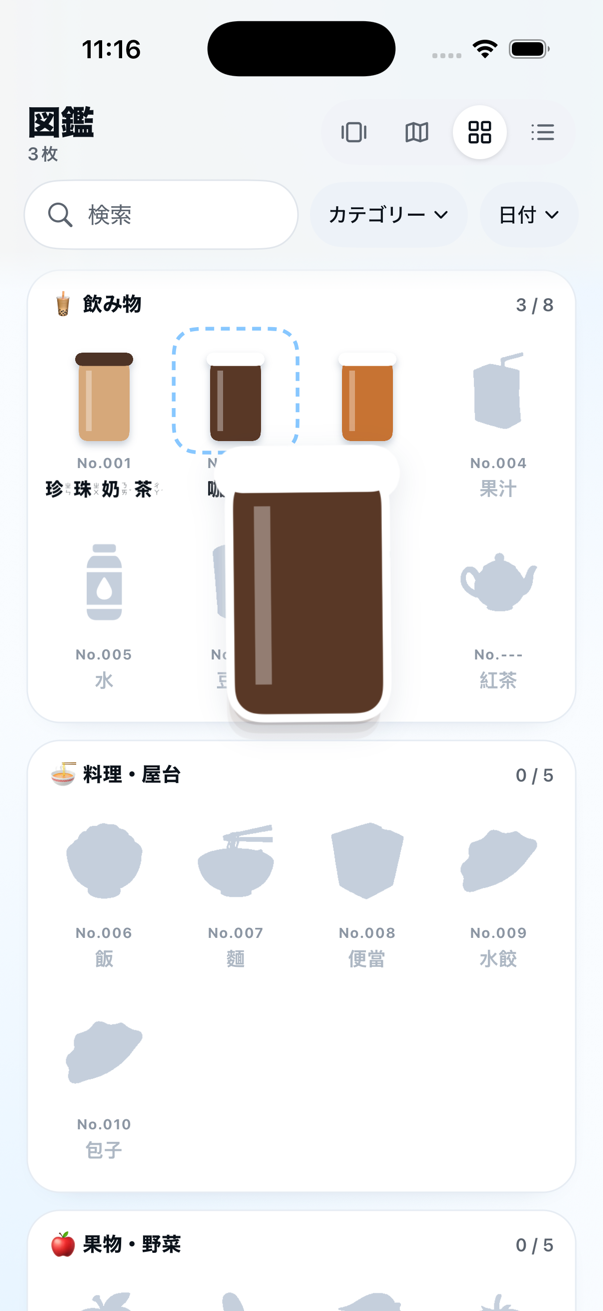 11:16
図鑑
3枚
検索
カテゴリー
日付
飲み物
3 / 8
No.001
No.004
珍珠奶茶
果汁
No.005
No.---
水
紅茶
料理・屋台
0 / 5
No.006
No.007
No.008
No.009
飯
麵
便當
水餃
No.010
包子
果物・野菜
0 / 5